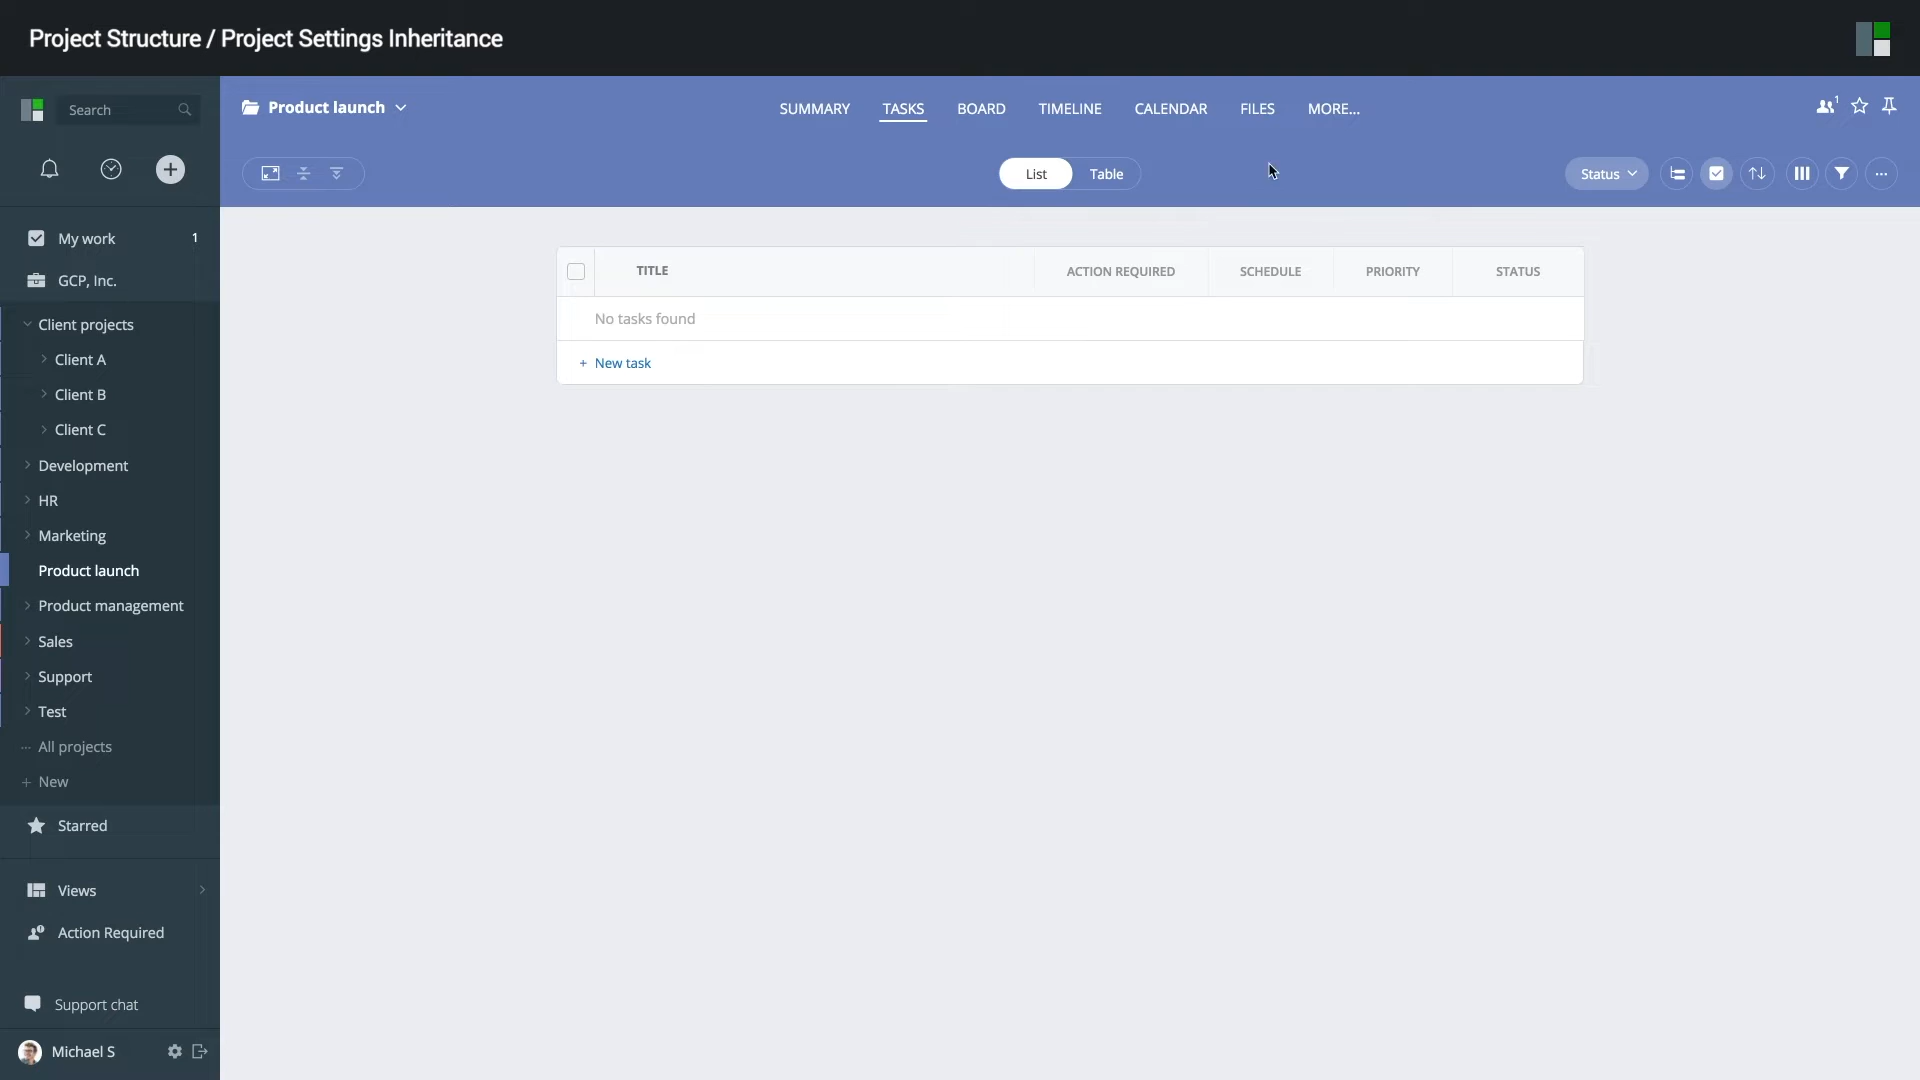 Project Structure / Project Settings Inheritance
Search
Product launch
SUMMARY TASKS BOARD TIMELINE CALENDAR FILES MORE...
1
List Table
Status
My work 1
GCP, Inc.
Client projects
Client A
Client B
Client C
Development
HR
Marketing
Product launch
Product management
Sales
Support
Test
... All projects
+ New
Starred
Views
Action Required
Support chat
Michael S
TITLE ACTION REQUIRED SCHEDULE PRIORITY STATUS
No tasks found
+ New task